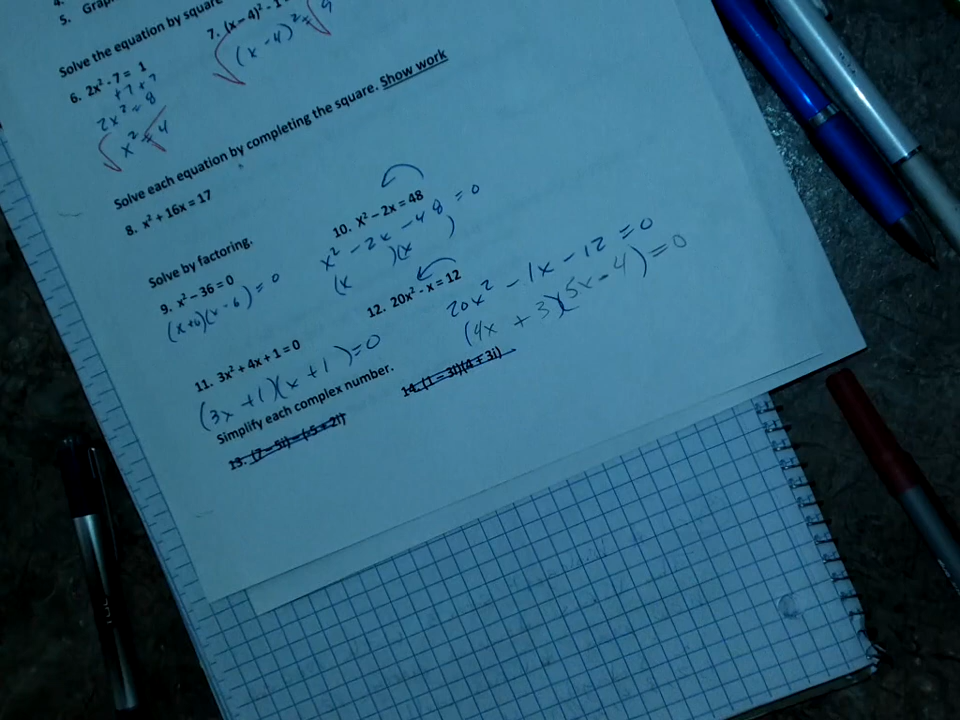 5. Grap
Solve the equation by square
6. 2x² - 7 = 1
+7 +7
2x² = 8
√x² = √4
7. (x – 4)² - 1
√(x - 4)² = √9
Solve each equation by completing the square. Show work
8. x² + 16x = 17
10. X² – 2x = 48
x² - 2x - 48 = 0
(x )(x )
Solve by factoring.
9. x² – 36 = 0
(x+6)(x-6) = 0
12. 20x² - x = 12
20x² - 1x - 12 = 0
(4x + 3)(5x - 4) = 0
11. 3x² + 4x + 1 = 0
(3x + 1)(x + 1) = 0
Simplify each complex number.
13. (7 – 5i) –
14. (1 – 3i)(4 + 3i)